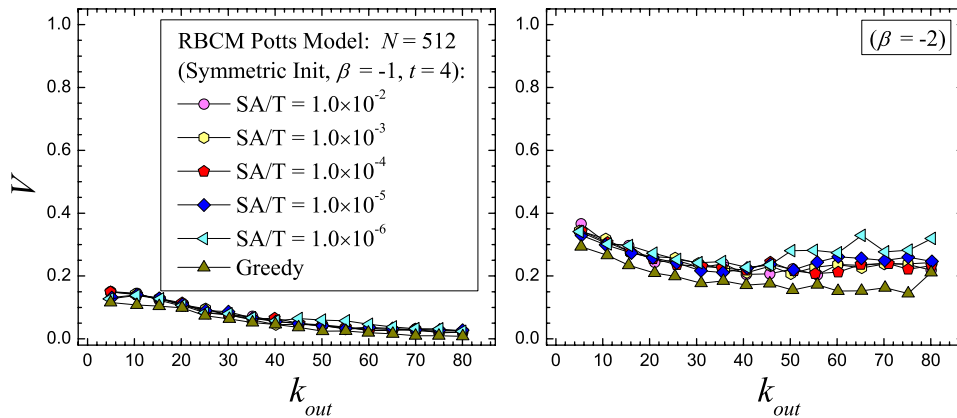 1.0
0.8
0.6
0.4
0.2
0.0
V
RBCM Potts Model: N = 512
(Symmetric Init, β = -1, t = 4):
SA/T = 1.0×10⁻²
SA/T = 1.0×10⁻³
SA/T = 1.0×10⁻⁴
SA/T = 1.0×10⁻⁵
SA/T = 1.0×10⁻⁶
Greedy
0 10 20 30 40 50 60 70 80
k_out
1.0
0.8
0.6
0.4
0.2
0.0
(β = -2)
0 10 20 30 40 50 60 70 80
k_out